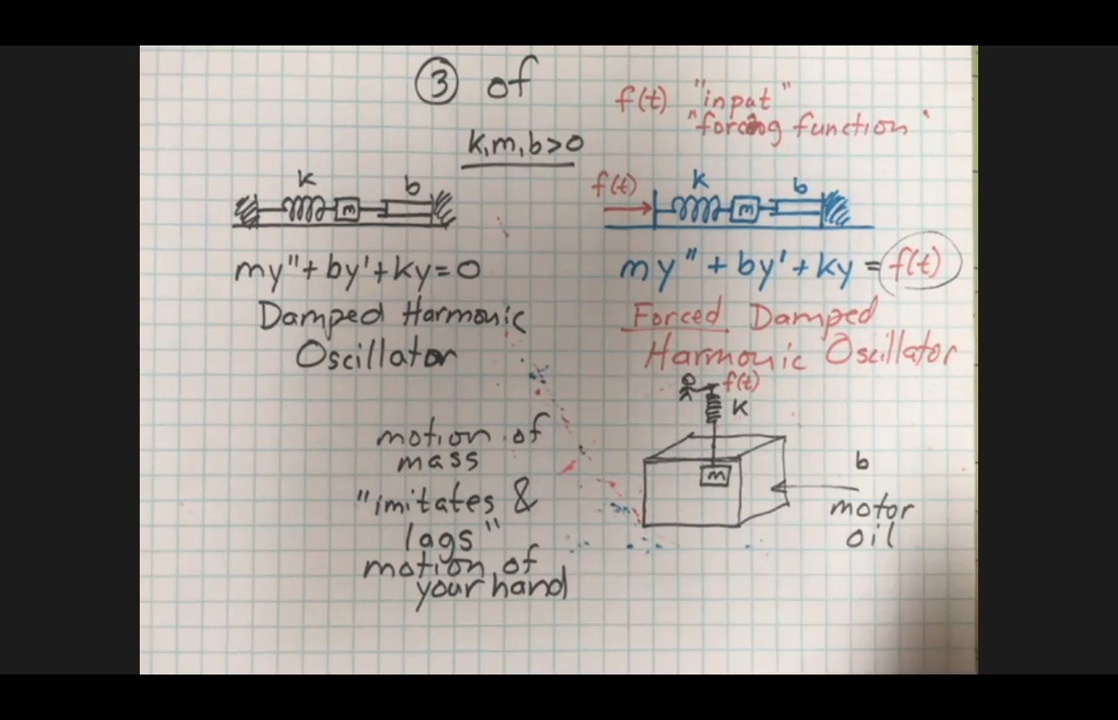 ③ of
f(t) "input"
"forcing function"
k,m,b>0
k b
m
f(t) k b
m
my"+by'+ky=0
my"+by'+ky=f(t)
Damped Harmonic
Oscillator
Forced Damped
Harmonic Oscillator
f(t)
k
motion of
mass
"imitates &
lags"
motion of
your hand
m
b
motor
oil